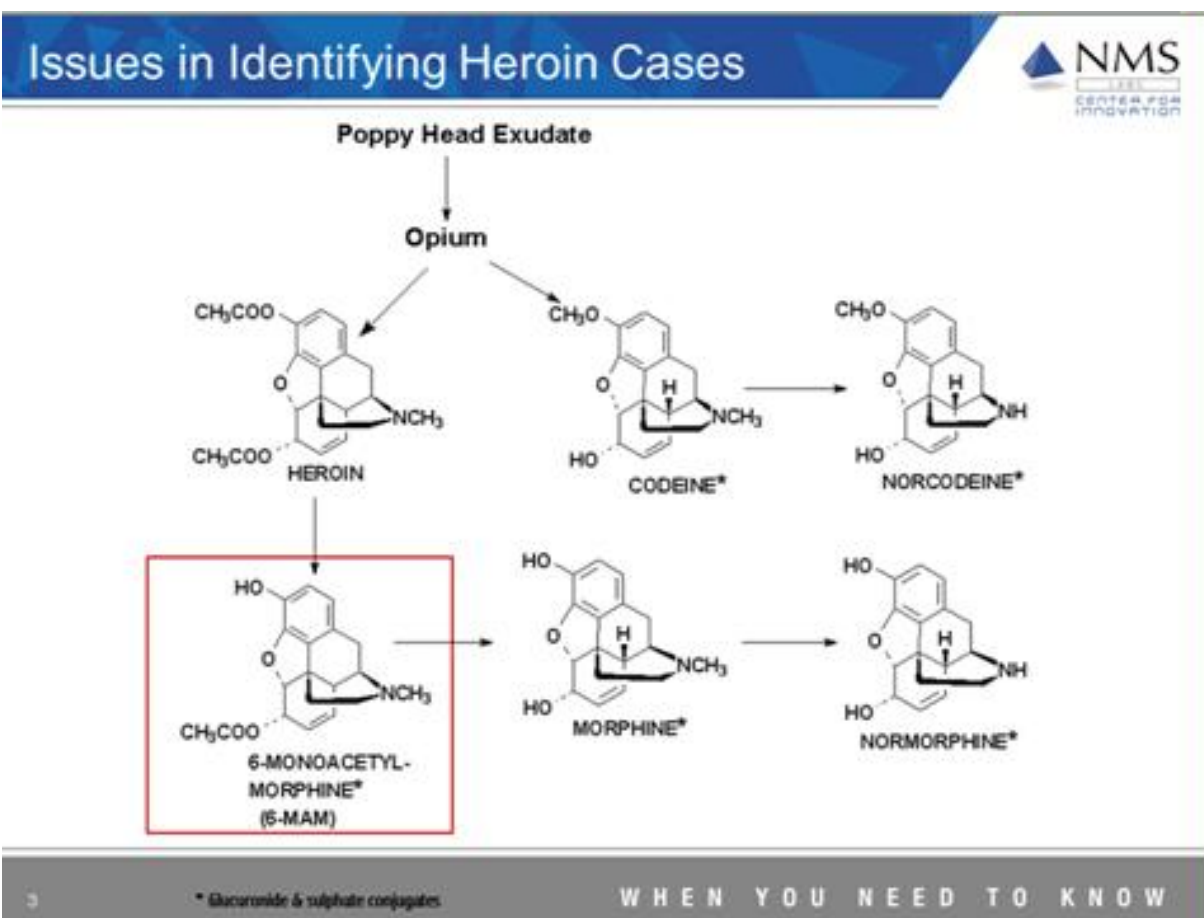 Issues in Identifying Heroin Cases
NMS
LABS
CENTER FOR
INNOVATION
Poppy Head Exudate
Opium
CH₃COO
O
NCH₃
CH₃COO
HEROIN
CH₃O
O
H
NCH₃
HO
CODEINE*
CH₃O
O
H
NH
HO
NORCODEINE*
HO
O
NCH₃
CH₃COO
6-MONOACETYL-
MORPHINE*
(6-MAM)
HO
O
H
NCH₃
HO
MORPHINE*
HO
O
H
NH
HO
NORMORPHINE*
3
* Glucuronide & sulphate conjugates
WHEN YOU NEED TO KNOW